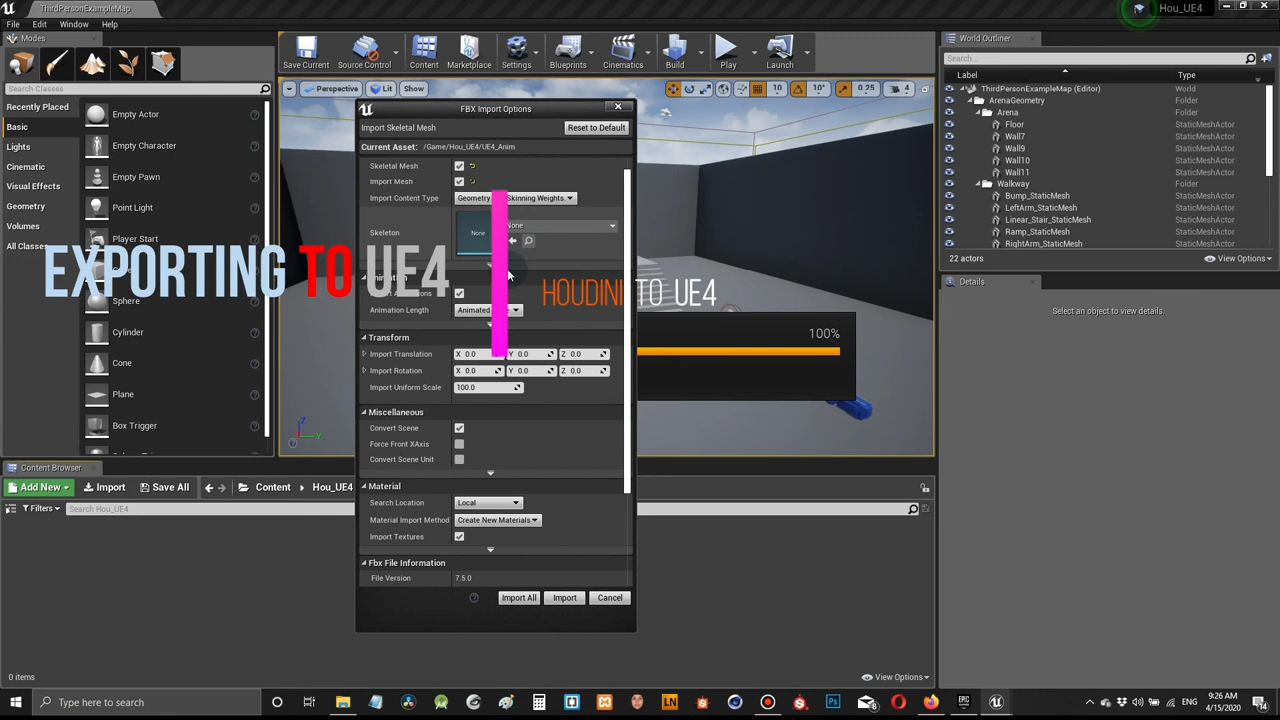 ThirdPersonExampleMap
Hou_UE4
File Edit Window Help
Modes
Search Classes
Recently Placed
Basic
Lights
Cinematic
Visual Effects
Geometry
Volumes
All Classes
Empty Actor
Empty Character
Empty Pawn
Point Light
Player Start
Sphere
Cylinder
Cone
Plane
Box Trigger
Save Current
Source Control
Content
Marketplace
Settings
Blueprints
Cinematics
Build
Play
Launch
Perspective Lit Show
10 10° 0.25 4
FBX Import Options
Import Skeletal Mesh
Reset to Default
Current Asset: /Game/Hou_UE4/UE4_Anim
Skeletal Mesh
Import Mesh
Import Content Type Geometry Skinning Weights.
Skeleton None None
Animation Length Animated
Transform
Import Translation X 0.0 Y 0.0 Z 0.0
Import Rotation X 0.0 Y 0.0 Z 0.0
Import Uniform Scale 100.0
Miscellaneous
Convert Scene
Force Front XAxis
Convert Scene Unit
Material
Search Location Local
Material Import Method Create New Materials
Import Textures
Fbx File Information
File Version 7.5.0
Import All Import Cancel
EXPORTING TO UE4
HOUDINI TO UE4
100%
World Outliner
Search...
Label Type
ThirdPersonExampleMap (Editor) World
ArenaGeometry Folder
Arena Folder
Floor StaticMeshActor
Wall7 StaticMeshActor
Wall9 StaticMeshActor
Wall10 StaticMeshActor
Wall11 StaticMeshActor
Walkway Folder
Bump_StaticMesh StaticMeshActor
LeftArm_StaticMesh StaticMeshActor
Linear_Stair_StaticMesh StaticMeshActor
Ramp_StaticMesh StaticMeshActor
RightArm_StaticMesh StaticMeshActor
22 actors
View Options
Details
Select an object to view details.
Content Browser
Add New Import Save All Content Hou_UE4
Filters Search Hou_UE4
0 items
View Options
Type here to search
ENG
9:26 AM
4/15/2020